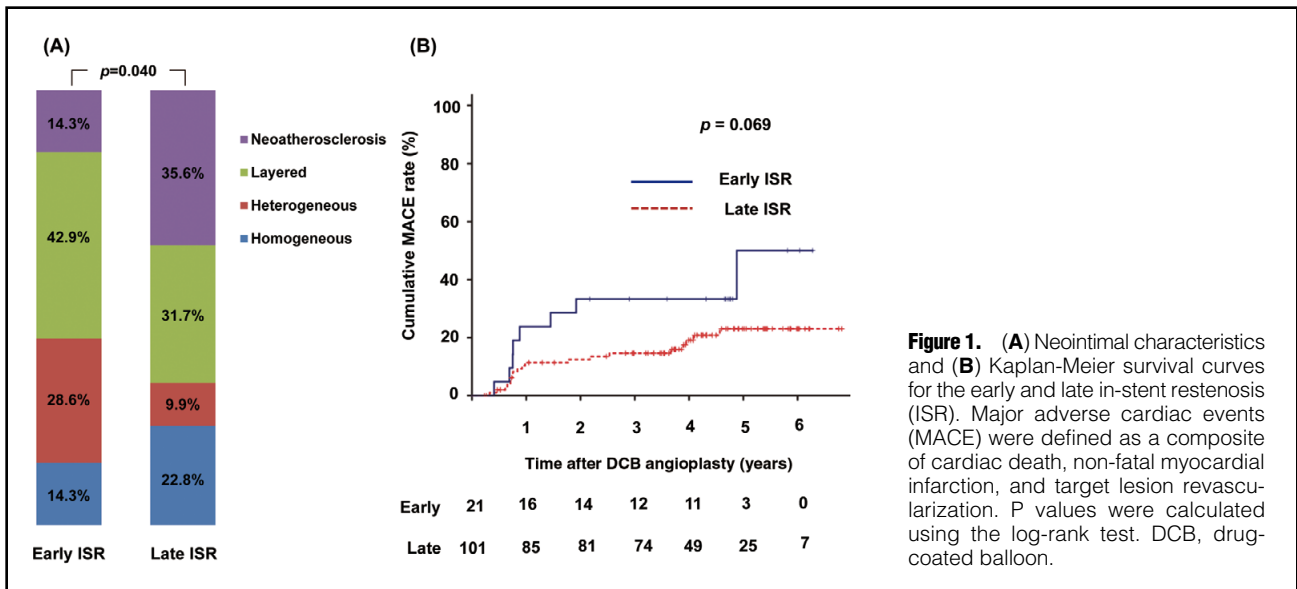 (A)
p=0.040
14.3%
42.9%
28.6%
14.3%
Early ISR
35.6%
31.7%
9.9%
22.8%
Late ISR
Neoatherosclerosis
Layered
Heterogeneous
Homogeneous
(B)
Cumulative MACE rate (%)
100
80
60
40
20
0
p = 0.069
Early ISR
Late ISR
1 2 3 4 5 6
Time after DCB angioplasty (years)
Early 21 16 14 12 11 3 0
Late 101 85 81 74 49 25 7
Figure 1. (A) Neointimal characteristics
and (B) Kaplan-Meier survival curves
for the early and late in-stent restenosis
(ISR). Major adverse cardiac events
(MACE) were defined as a composite
of cardiac death, non-fatal myocardial
infarction, and target lesion revascu-
larization. P values were calculated
using the log-rank test. DCB, drug-
coated balloon.